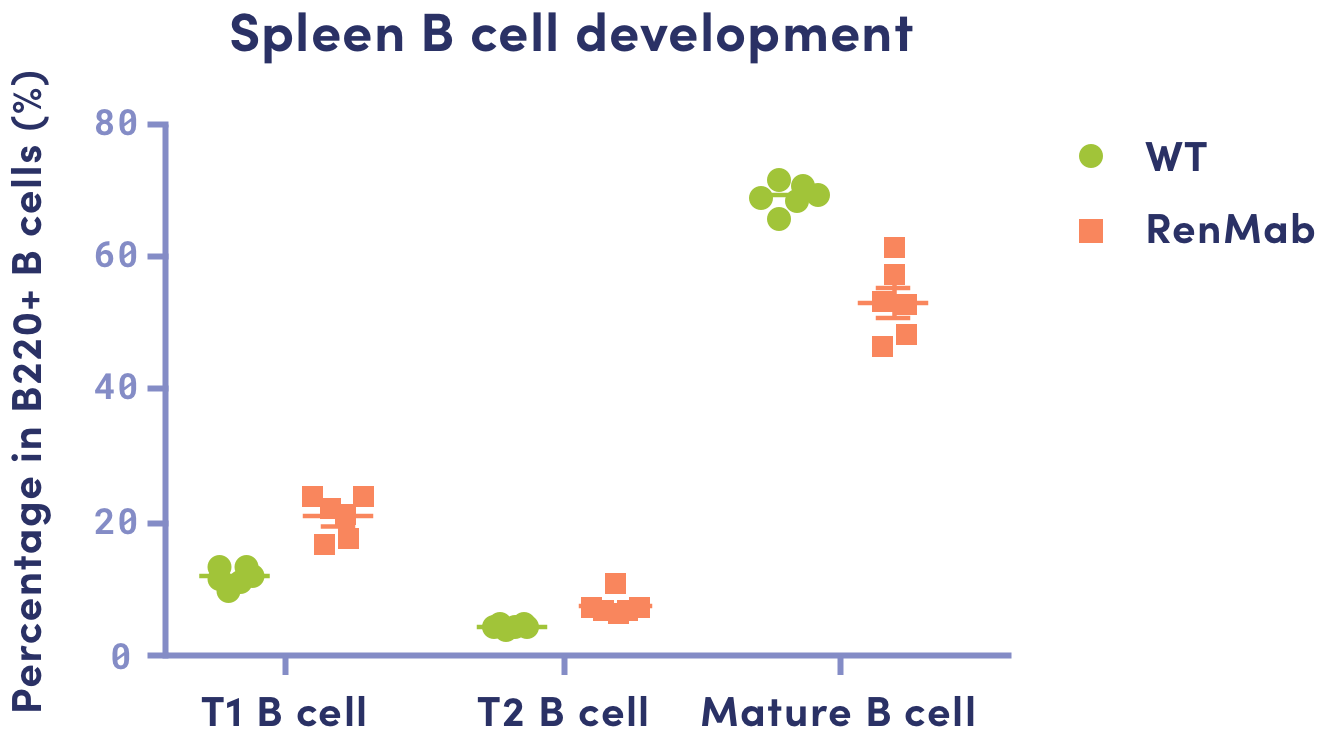 Spleen B cell development
Percentage in B220+ B cells (%)
80
60
40
20
0
T1 B cell
T2 B cell
Mature B cell
WT
RenMab